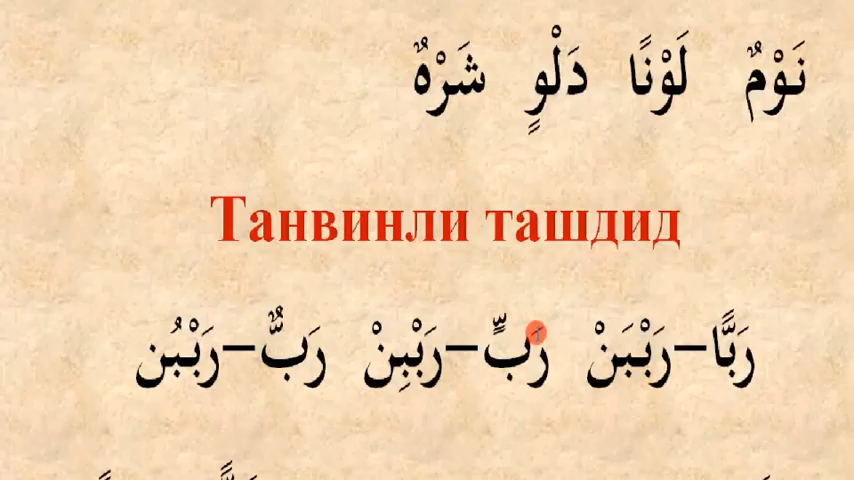 نَوْمٌ لَوْنًا دَلْوٍ شَرْهٌ
Танвинли ташдид
رَبًّا–رَبْبَنْ رَبٍّ–رَبْبِنْ رَبٌّ–رَبْبُن